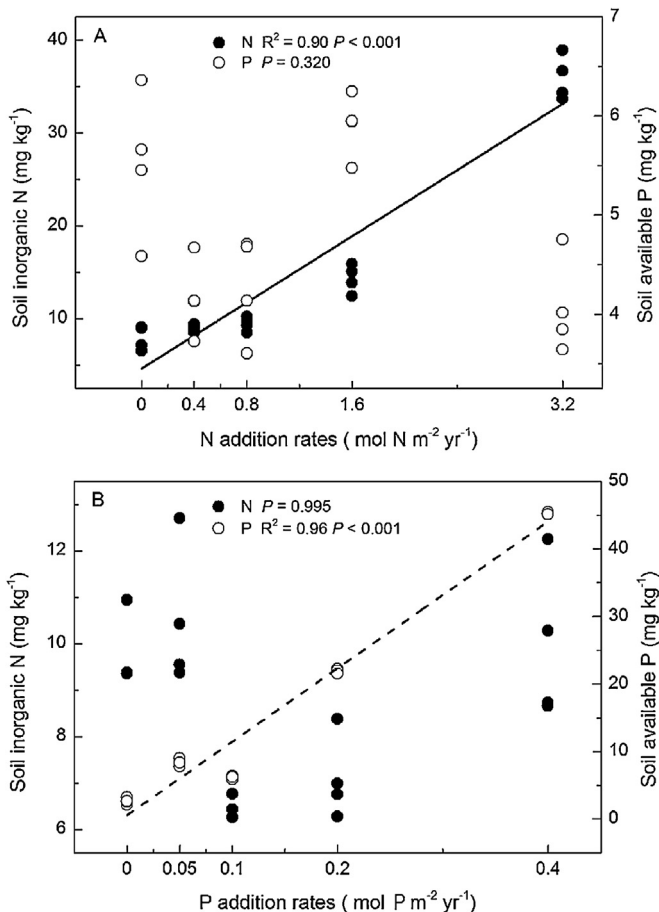 A
N R² = 0.90 P < 0.001
P P = 0.320
40
30
20
10
Soil inorganic N (mg kg⁻¹)
7
6
5
4
Soil available P (mg kg⁻¹)
0 0.4 0.8 1.6 3.2
N addition rates ( mol N m⁻² yr⁻¹)
B
N P = 0.995
P R² = 0.96 P < 0.001
12
10
8
6
Soil inorganic N (mg kg⁻¹)
50
40
30
20
10
0
Soil available P (mg kg⁻¹)
0 0.05 0.1 0.2 0.4
P addition rates ( mol P m⁻² yr⁻¹)